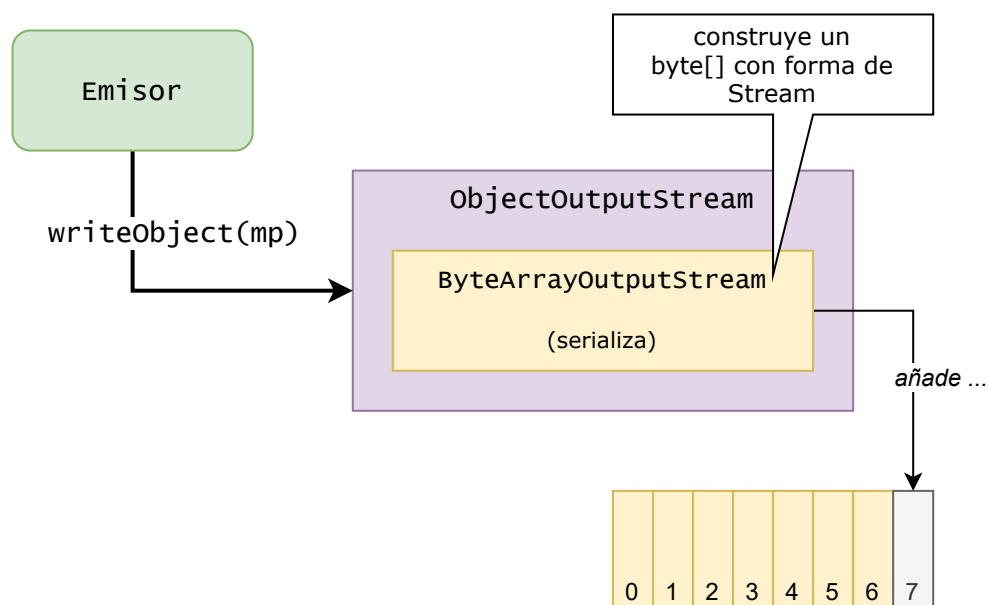 construye un
byte[] con forma de
Stream
Emisor
ObjectOutputStream
writeObject(mp)
ByteArrayOutputStream
(serializa)
añade ...
0 1 2 3 4 5 6 7